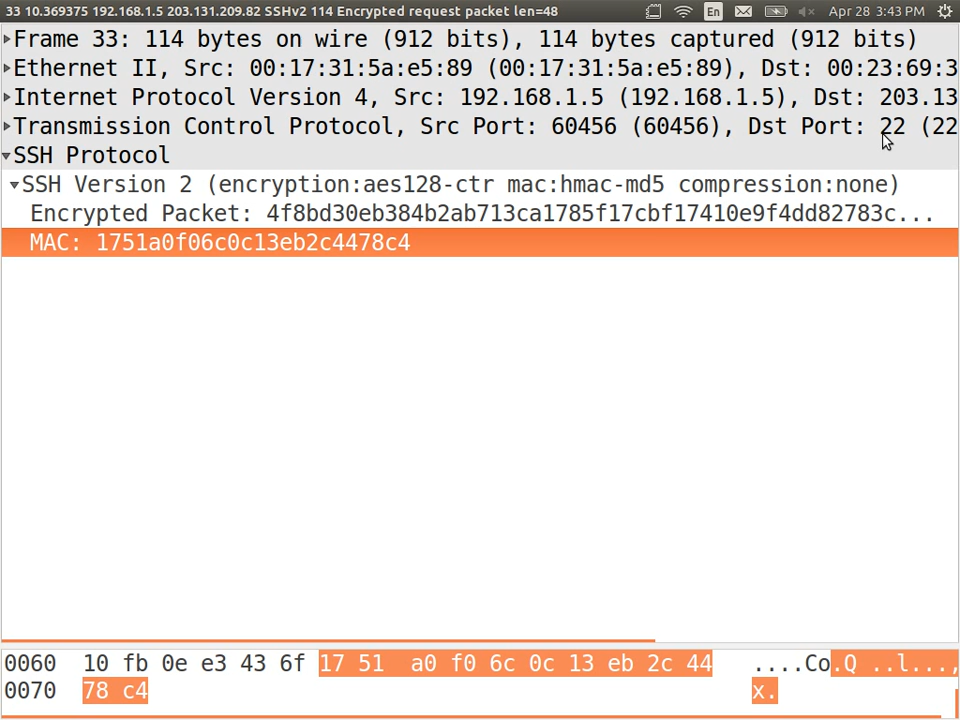 33 10.369375 192.168.1.5 203.131.209.82 SSHv2 114 Encrypted request packet len=48 En Apr 28 3:43 PM
Frame 33: 114 bytes on wire (912 bits), 114 bytes captured (912 bits)
Ethernet II, Src: 00:17:31:5a:e5:89 (00:17:31:5a:e5:89), Dst: 00:23:69:3
Internet Protocol Version 4, Src: 192.168.1.5 (192.168.1.5), Dst: 203.13
Transmission Control Protocol, Src Port: 60456 (60456), Dst Port: 22 (22
SSH Protocol
SSH Version 2 (encryption:aes128-ctr mac:hmac-md5 compression:none)
Encrypted Packet: 4f8bd30eb384b2ab713ca1785f17cbf17410e9f4dd82783c...
MAC: 1751a0f06c0c13eb2c4478c4
0060 10 fb 0e e3 43 6f 17 51 a0 f0 6c 0c 13 eb 2c 44 ....Co.Q ..l...,
0070 78 c4 x.